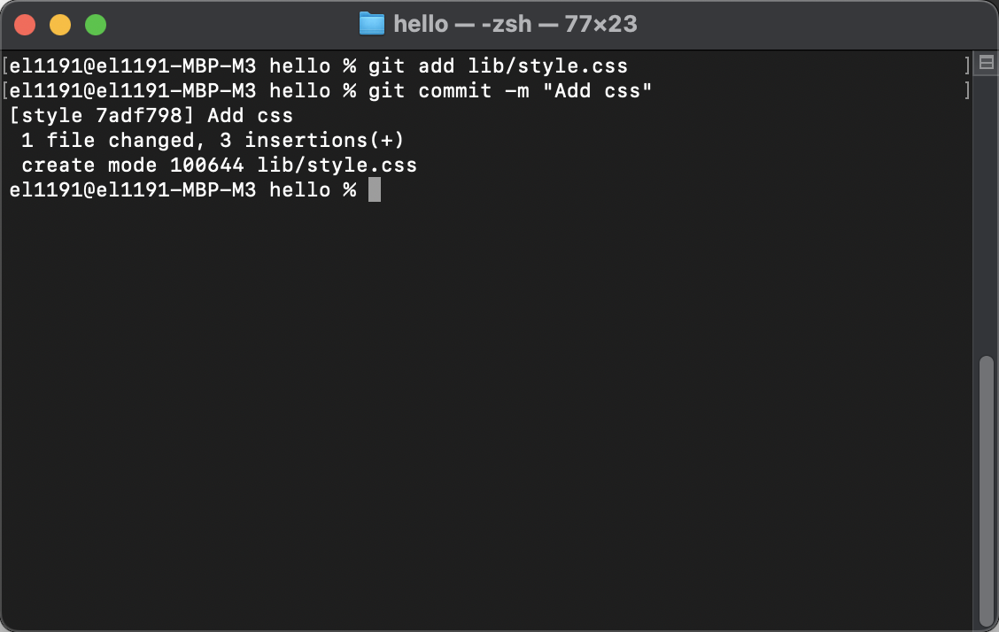 hello — -zsh — 77×23
[el1191@el1191-MBP-M3 hello % git add lib/style.css ]
[el1191@el1191-MBP-M3 hello % git commit -m "Add css" ]
[style 7adf798] Add css
 1 file changed, 3 insertions(+)
 create mode 100644 lib/style.css
el1191@el1191-MBP-M3 hello %